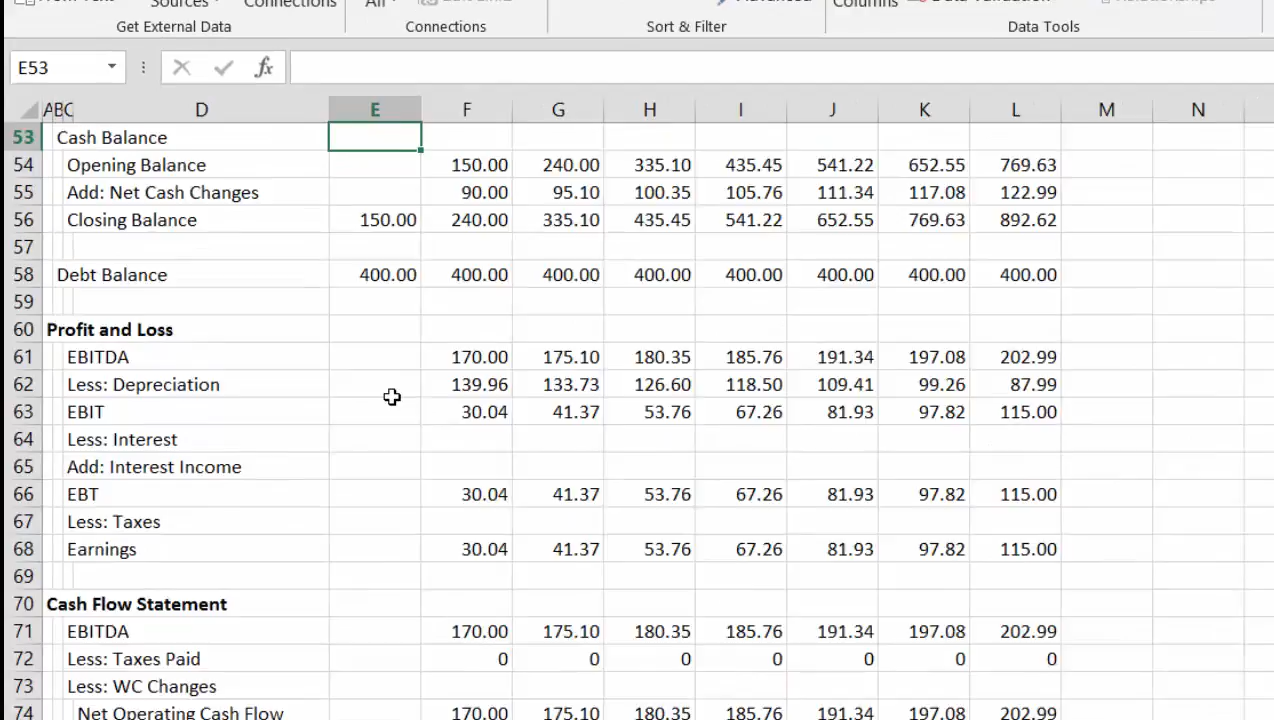 Sources Connections All Edit Links Advanced Columns Data Validation Relationships
Get External Data Connections Sort & Filter Data Tools
E53 fx
A B C D E F G H I J K L M N
53 Cash Balance
54 Opening Balance 150.00 240.00 335.10 435.45 541.22 652.55 769.63
55 Add: Net Cash Changes 90.00 95.10 100.35 105.76 111.34 117.08 122.99
56 Closing Balance 150.00 240.00 335.10 435.45 541.22 652.55 769.63 892.62
57
58 Debt Balance 400.00 400.00 400.00 400.00 400.00 400.00 400.00 400.00
59
60 Profit and Loss
61 EBITDA 170.00 175.10 180.35 185.76 191.34 197.08 202.99
62 Less: Depreciation 139.96 133.73 126.60 118.50 109.41 99.26 87.99
63 EBIT 30.04 41.37 53.76 67.26 81.93 97.82 115.00
64 Less: Interest
65 Add: Interest Income
66 EBT 30.04 41.37 53.76 67.26 81.93 97.82 115.00
67 Less: Taxes
68 Earnings 30.04 41.37 53.76 67.26 81.93 97.82 115.00
69
70 Cash Flow Statement
71 EBITDA 170.00 175.10 180.35 185.76 191.34 197.08 202.99
72 Less: Taxes Paid 0 0 0 0 0 0 0
73 Less: WC Changes
74 Net Operating Cash Flow 170.00 175.10 180.35 185.76 191.34 197.08 202.99